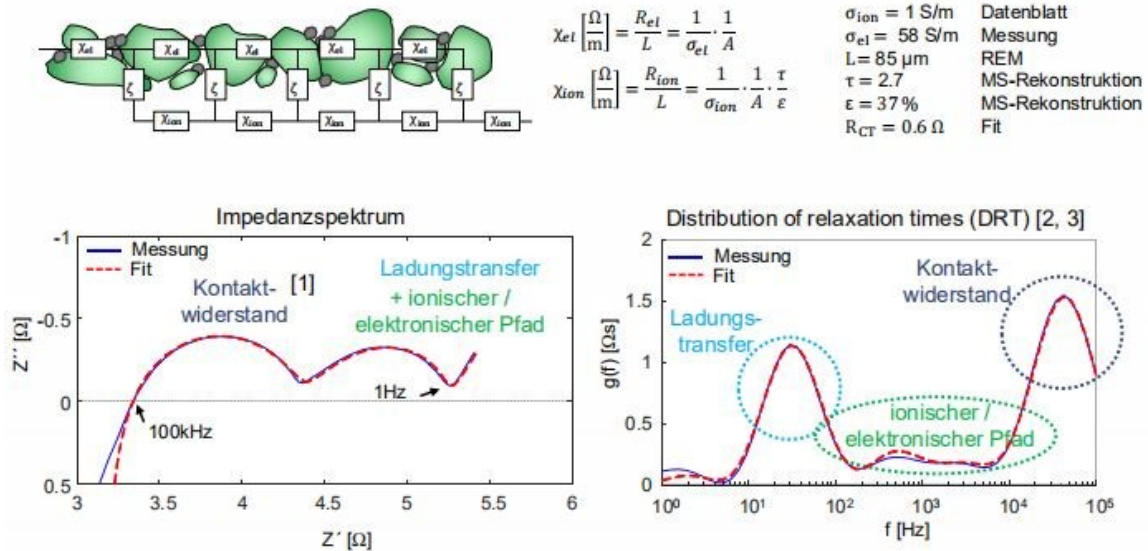 χel χel χel χel χel
ζ ζ ζ ζ ζ
χion χion χion χion χion
χel [Ω/m] = Rel/L = 1/σel · 1/A
χion [Ω/m] = Rion/L = 1/σion · 1/A · τ/ε
σion = 1 S/m Datenblatt
σel = 58 S/m Messung
L = 85 µm REM
τ = 2.7 MS-Rekonstruktion
ε = 37% MS-Rekonstruktion
RCT = 0.6 Ω Fit
Impedanzspektrum
Messung
Fit
Kontakt-
widerstand
[1]
Ladungstransfer
+ ionischer /
elektronischer Pfad
1Hz
100kHz
-1
-0.5
0
0.5
Z´´ [Ω]
3 3.5 4 4.5 5 5.5 6
Z´ [Ω]
Distribution of relaxation times (DRT) [2, 3]
Messung
Fit
Kontakt-
widerstand
Ladungs-
transfer
ionischer /
elektronischer Pfad
2
1.5
1
0.5
0
g(f) [Ωs]
10⁰ 10¹ 10² 10³ 10⁴ 10⁵
f [Hz]